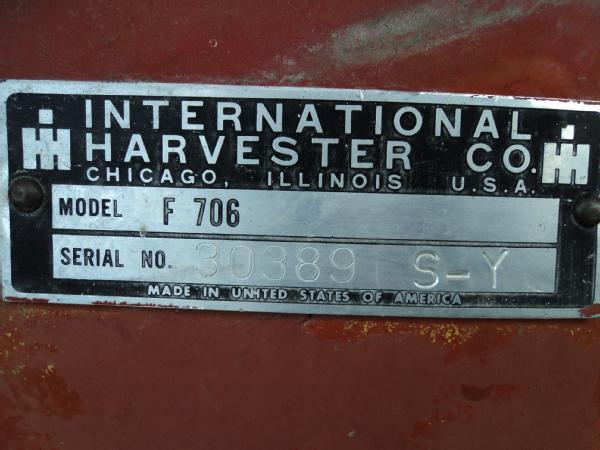 INTERNATIONAL
HARVESTER CO.
CHICAGO, ILLINOIS U.S.A.
MODEL F 706
SERIAL NO. 30389 S-Y
MADE IN UNITED STATES OF AMERICA